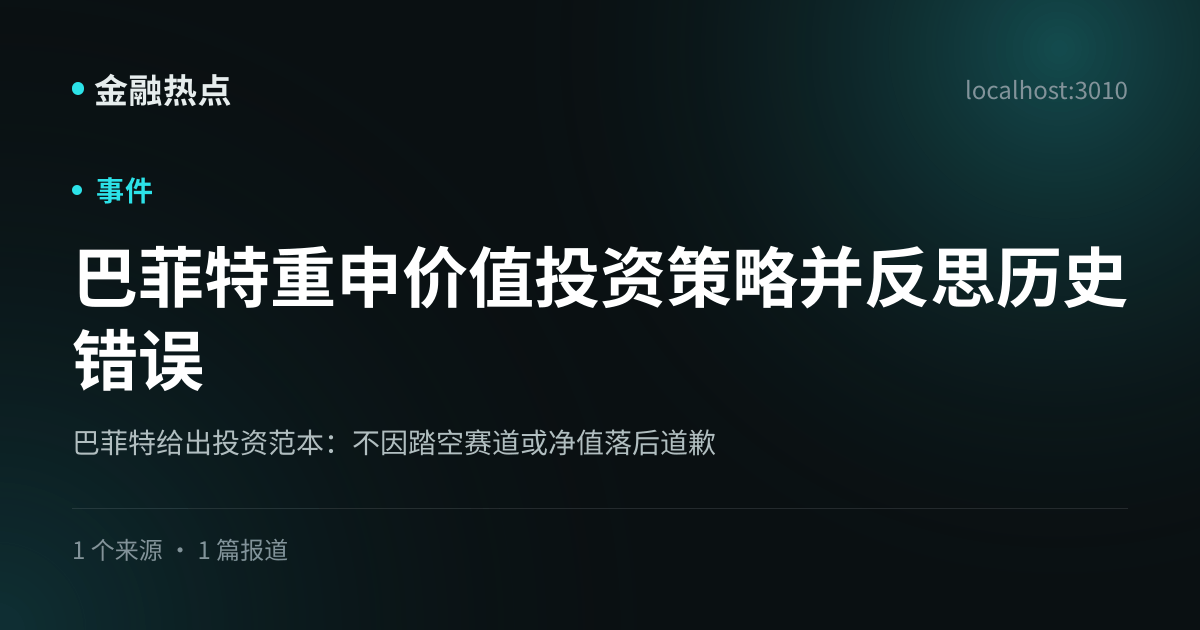 金融热点
localhost:3010
事件
巴菲特重申价值投资策略并反思历史
错误
巴菲特给出投资范本：不因踏空赛道或净值落后道歉
1 个来源 · 1 篇报道